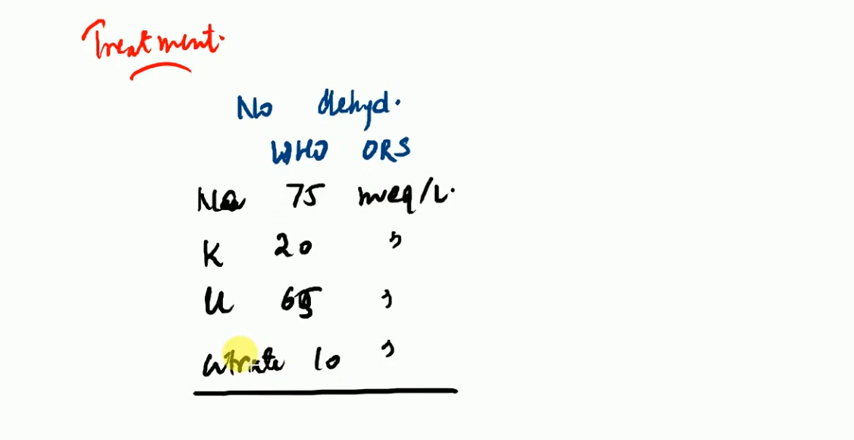 Treatment.
No dehyd.
WHO ORS
Na 75 meq/L.
K 20 "
Cl 65 "
Citrate 10 "